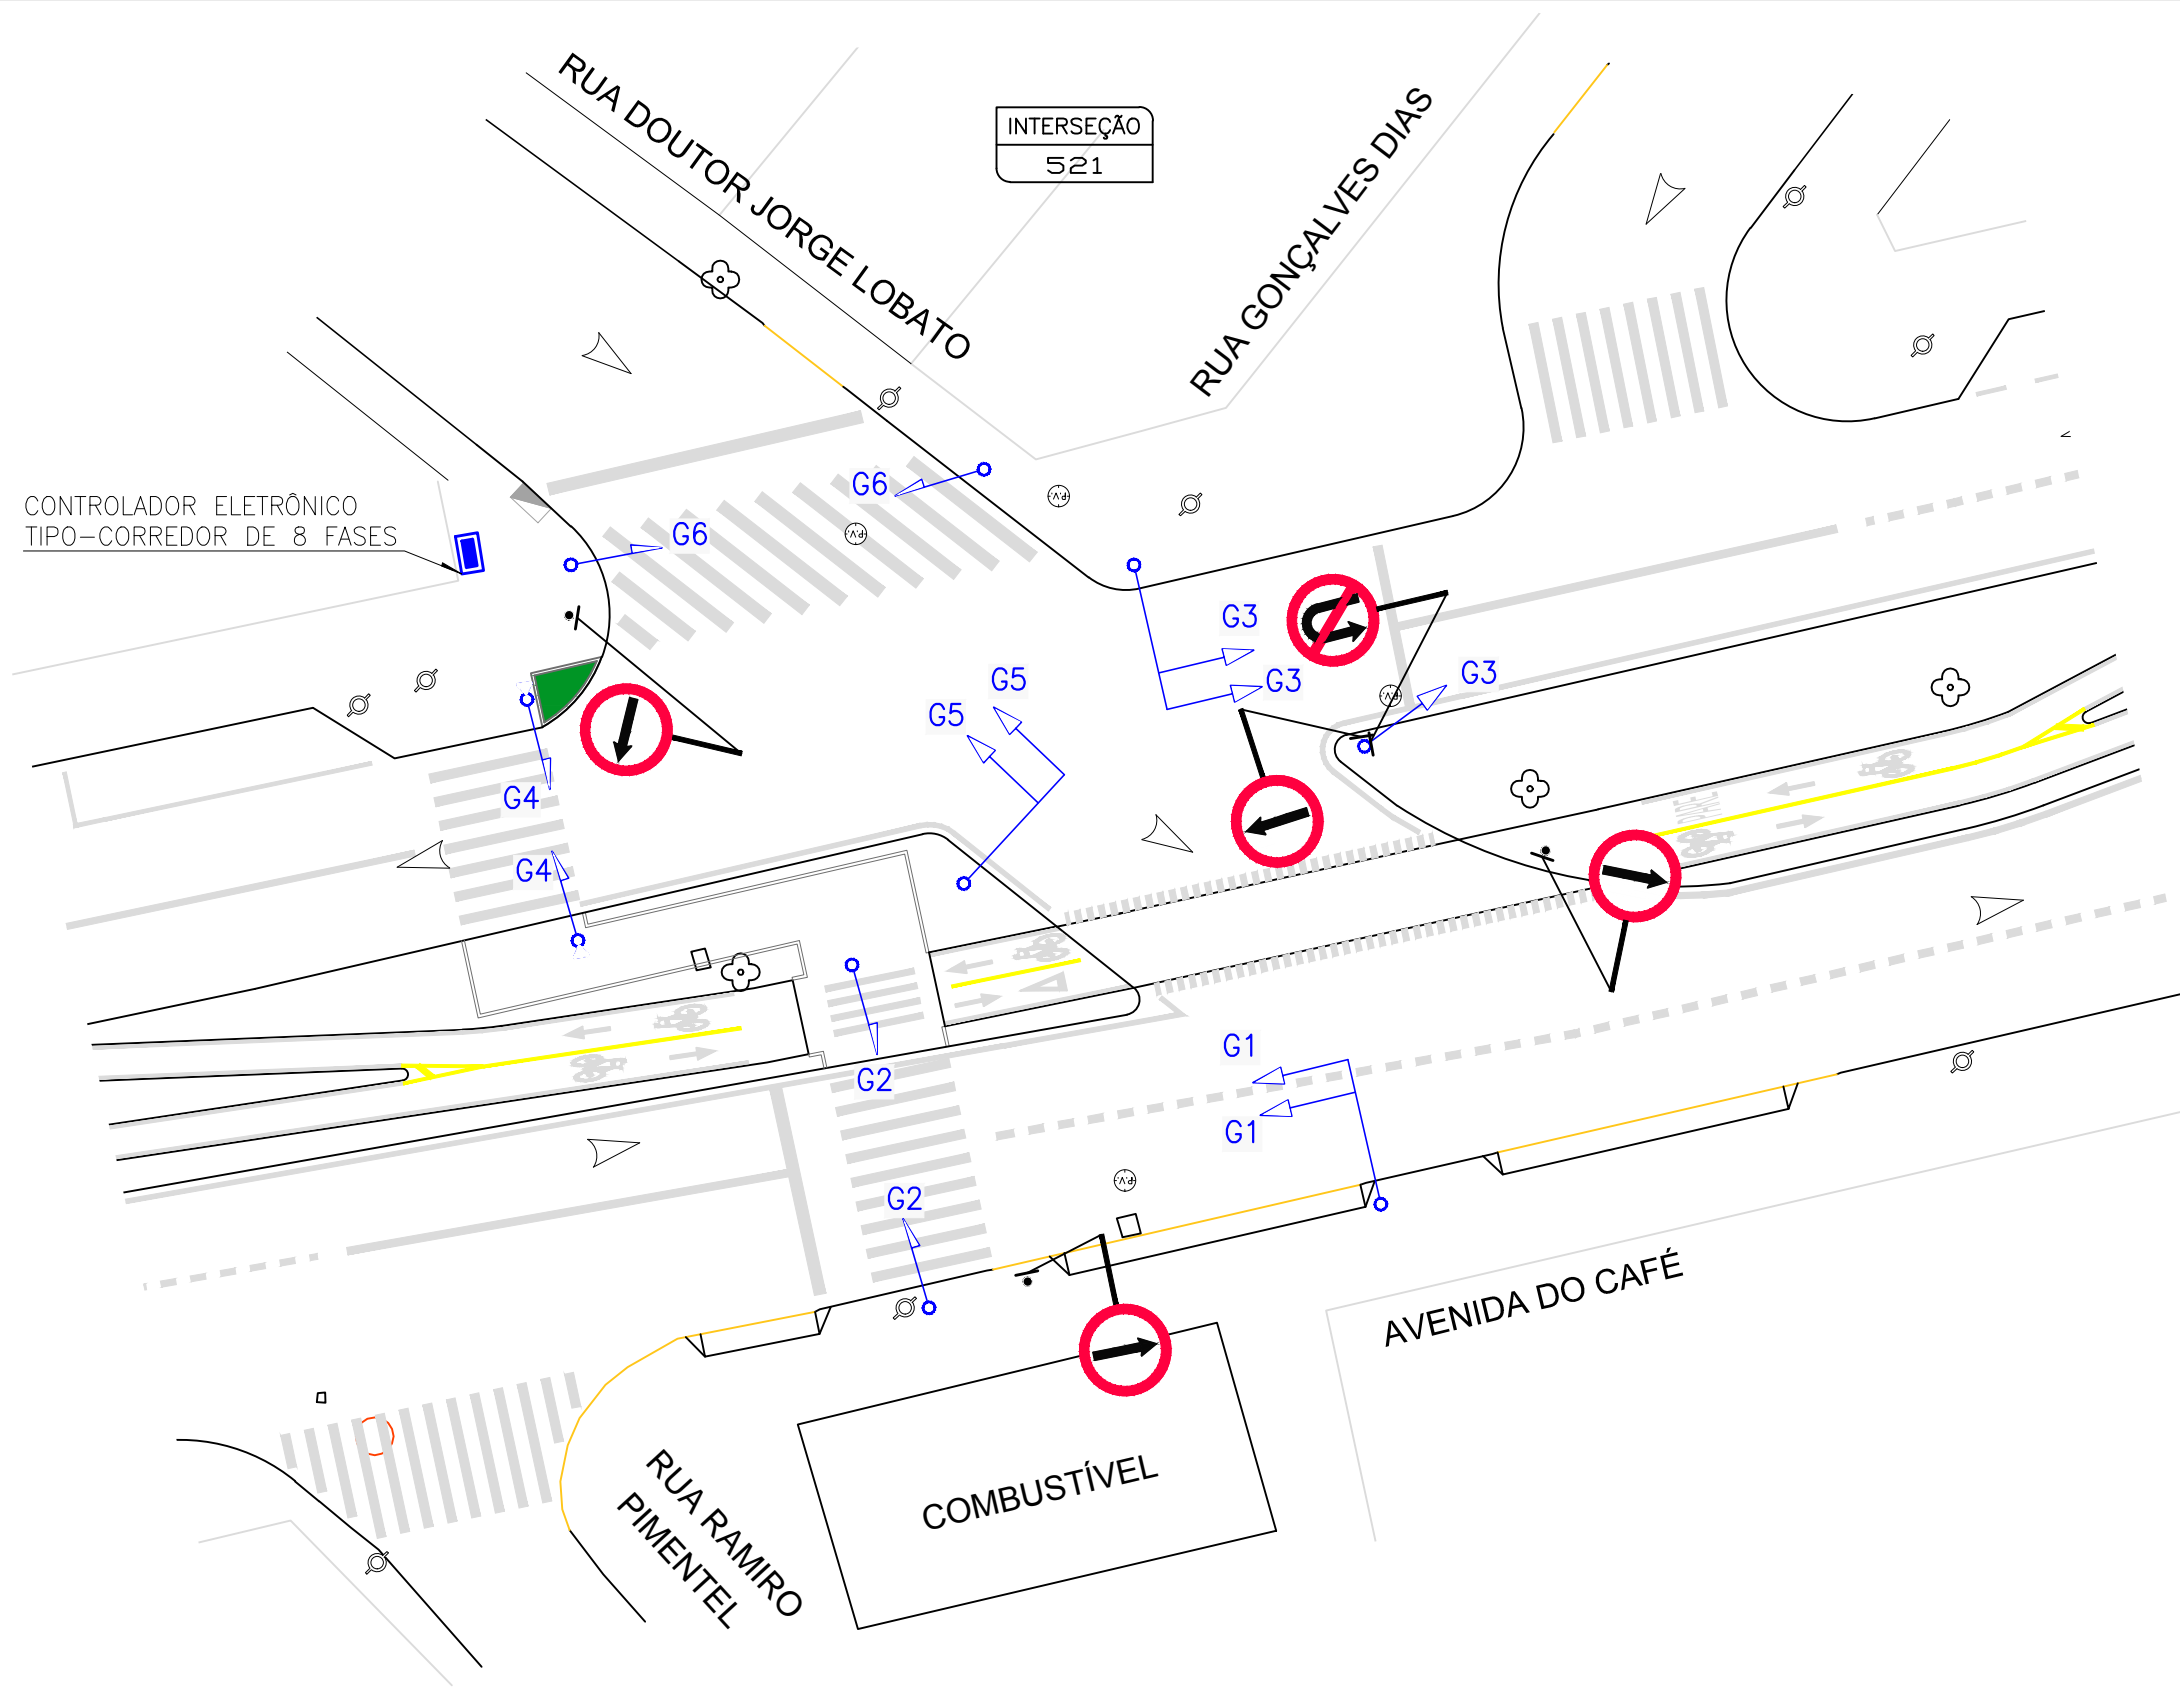 RUA DOUTOR JORGE LOBATO
INTERSEÇÃO
521
RUA GONÇALVES DIAS
CONTROLADOR ELETRÔNICO
TIPO-CORREDOR DE 8 FASES
G6
G6
P.V.
P.V.
G3
G3
G3
P.V.
G5
G5
G4
G4
G2
G1
G1
P.V.
G2
AVENIDA DO CAFÉ
COMBUSTÍVEL
RUA RAMIRO
PIMENTEL